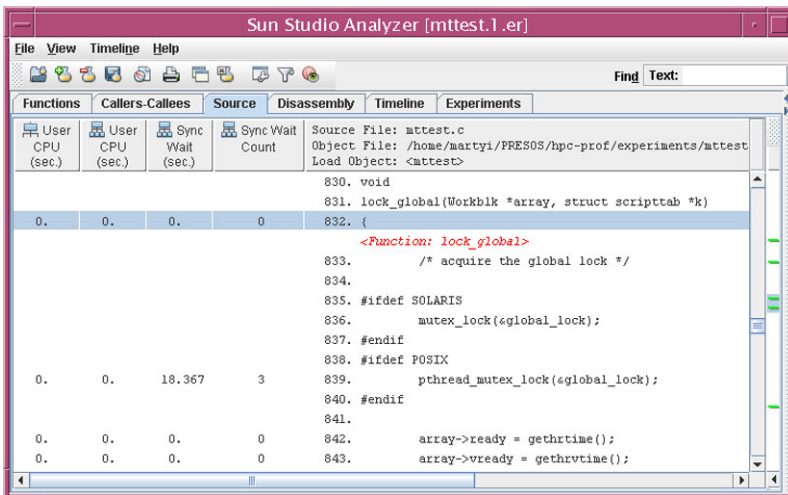 Sun Studio Analyzer [mttest.1.er]
File View Timeline Help
Find Text:
Functions Callers-Callees Source Disassembly Timeline Experiments
User CPU (sec.) User CPU (sec.) Sync Wait (sec.) Sync Wait Count
Source File: mttest.c
Object File: /home/martyi/PRESOS/hpc-prof/experiments/mttest
Load Object: <mttest>
830. void
831. lock_global(Workblk *array, struct scripttab *k)
0. 0. 0. 0 832. {
<Function: lock_global>
833. /* acquire the global lock */
834.
835. #ifdef SOLARIS
836. mutex_lock(&global_lock);
837. #endif
838. #ifdef POSIX
0. 0. 18.367 3 839. pthread_mutex_lock(&global_lock);
840. #endif
841.
0. 0. 0. 0 842. array->ready = gethrtime();
0. 0. 0. 0 843. array->vready = gethrvtime();